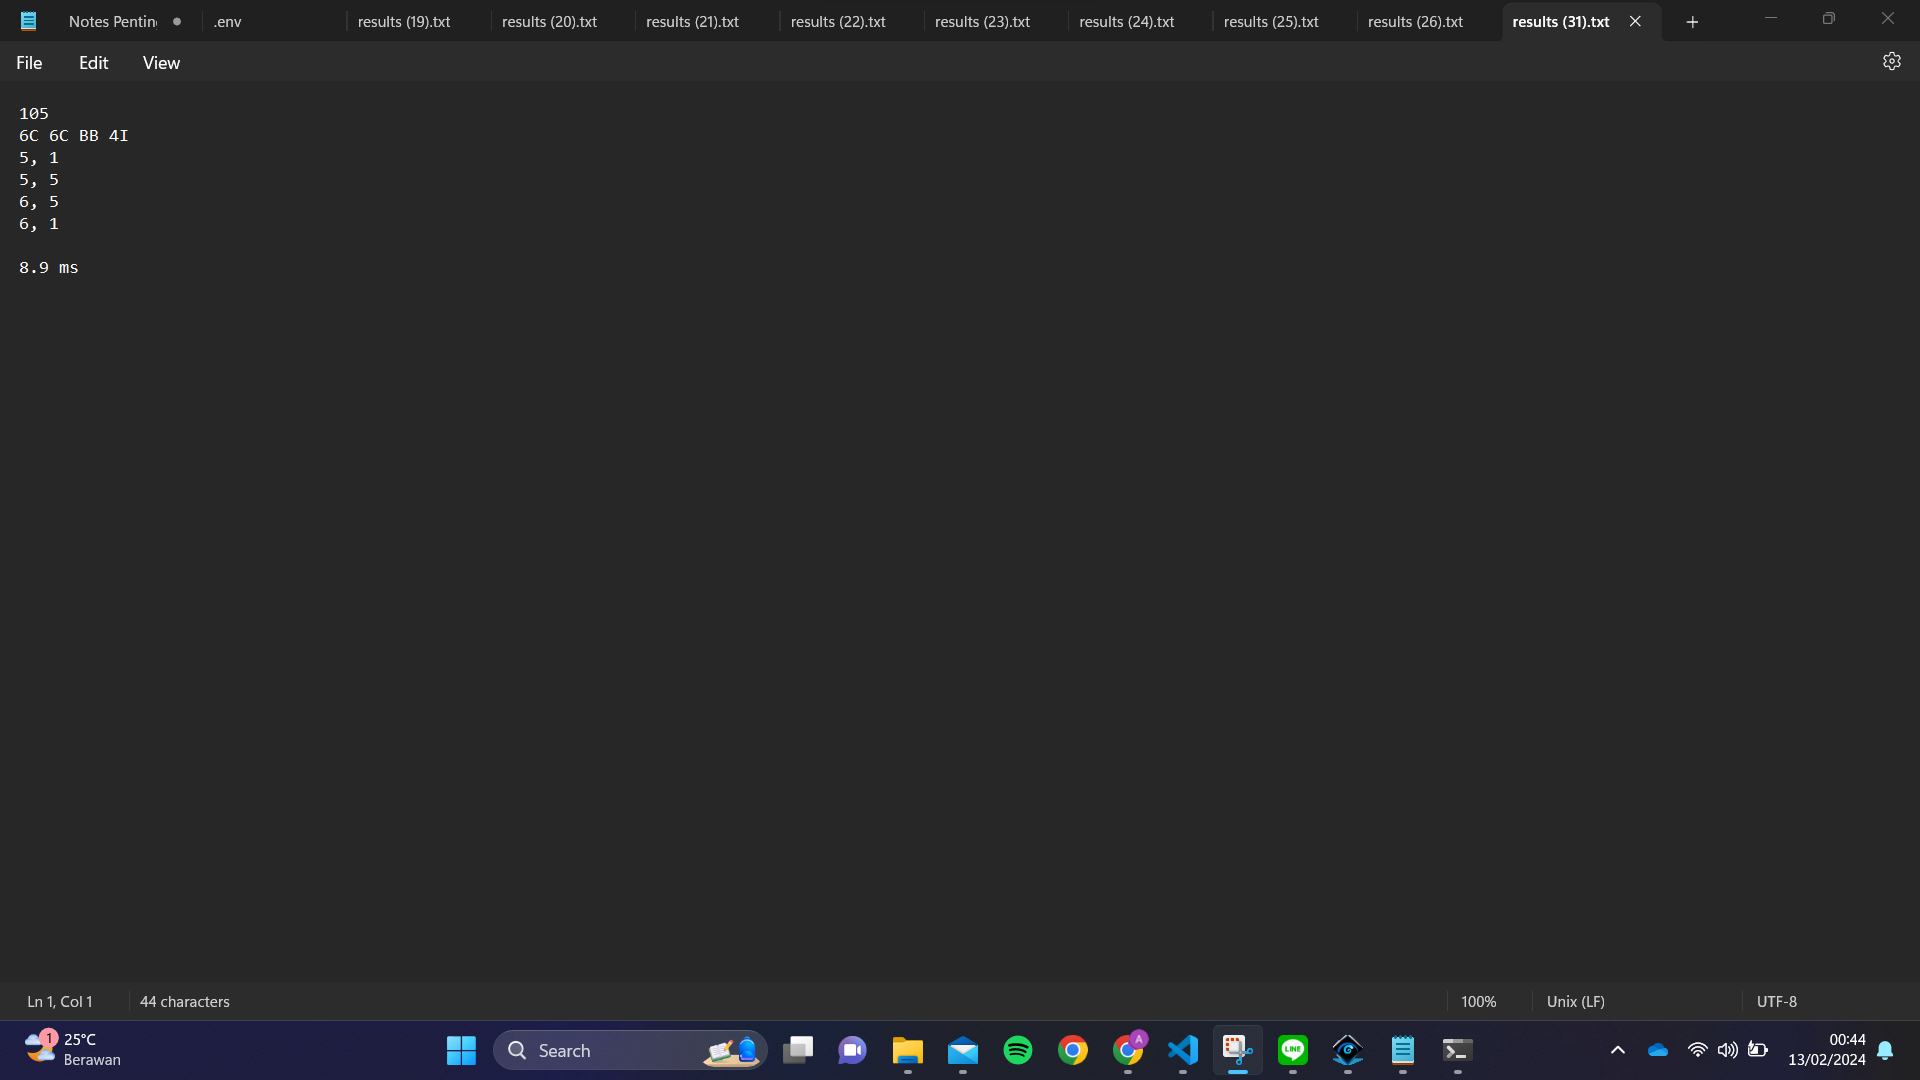 Notes Pentin
.env
results (19).txt
results (20).txt
results (21).txt
results (22).txt
results (23).txt
results (24).txt
results (25).txt
results (26).txt
results (31).txt
File
Edit
View
105
6C 6C BB 4I
5, 1
5, 5
6, 5
6, 1
8.9 ms
Ln 1, Col 1
44 characters
100%
Unix (LF)
UTF-8
1
25°C
Berawan
Search
A
LINE
00:44
13/02/2024